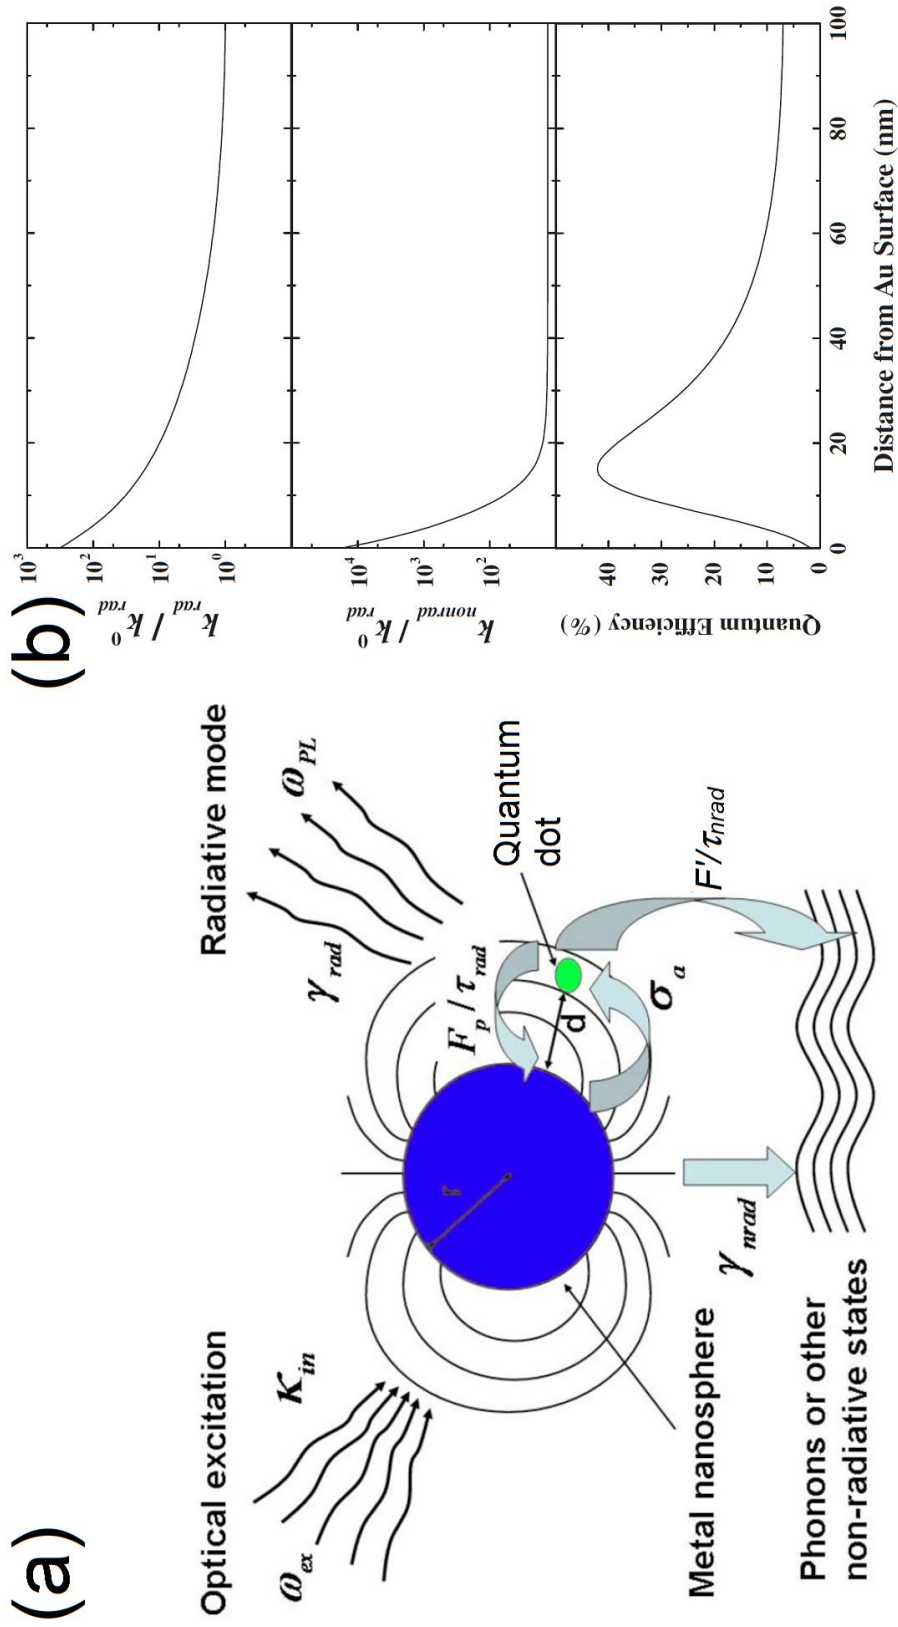 (a)
Optical excitation
Radiative mode
ω_ex
K_in
γ_rad
ω_PL
F_p / τ_rad
Quantum
dot
r
d
σ_a
F'/τ_nrad
Metal nanosphere
γ_nrad
Phonons or other
non-radiative states
(b)
10^3
10^2
10^1
10^0
k_rad / k^0_rad
10^4
10^3
10^2
k_nonrad / k^0_rad
40
30
20
10
0
Quantum Efficiency (%)
0 20 40 60 80 100
Distance from Au Surface (nm)